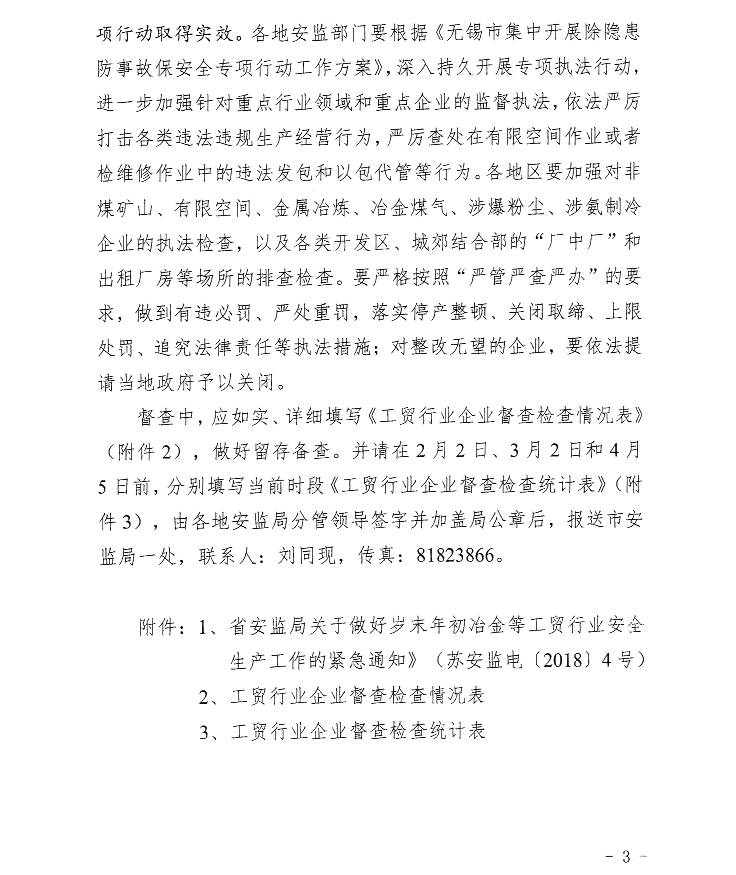 项行动取得实效。各地安监部门要根据《无锡市集中开展除隐患
防事故保安全专项行动工作方案》，深入持久开展专项执法行动，
进一步加强针对重点行业领域和重点企业的监督执法，依法严厉
打击各类违法违规生产经营行为，严厉查处在有限空间作业或者
检维修作业中的违法发包和以包代管等行为。各地区要加强对非
煤矿山、有限空间、金属冶炼、冶金煤气、涉爆粉尘、涉氨制冷
企业的执法检查，以及各类开发区、城郊结合部的“厂中厂”和
出租厂房等场所的排查检查。要严格按照“严管严查严办”的要
求，做到有违必罚、严处重罚，落实停产整顿、关闭取缔、上限
处罚、追究法律责任等执法措施；对整改无望的企业，要依法提
请当地政府予以关闭。
督查中，应如实、详细填写《工贸行业企业督查检查情况表》
（附件2），做好留存备查。并请在2月2日、3月2日和4月
5日前，分别填写当前时段《工贸行业企业督查检查统计表》（附
件3），由各地安监局分管领导签字并加盖局公章后，报送市安
监局一处，联系人：刘同现，传真：81823866。
附件：1、省安监局关于做好岁末年初冶金等工贸行业安全
生产工作的紧急通知》（苏安监电〔2018〕4号）
2、工贸行业企业督查检查情况表
3、工贸行业企业督查检查统计表
- 3 -